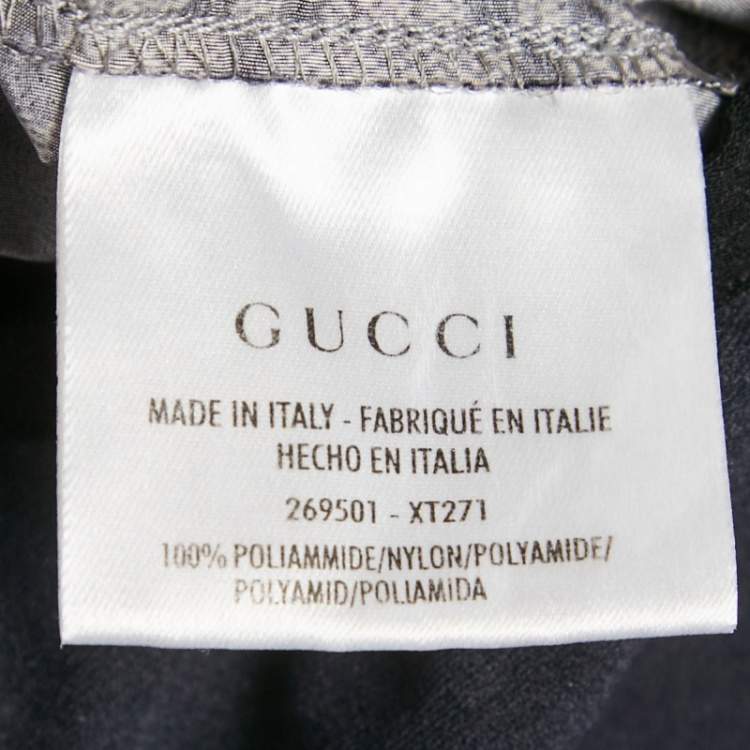 GUCCI
MADE IN ITALY - FABRIQUÉ EN ITALIE
HECHO EN ITALIA
269501 - XT271
100% POLIAMMIDE/NYLON/POLYAMIDE/
POLYAMID/POLIAMIDA